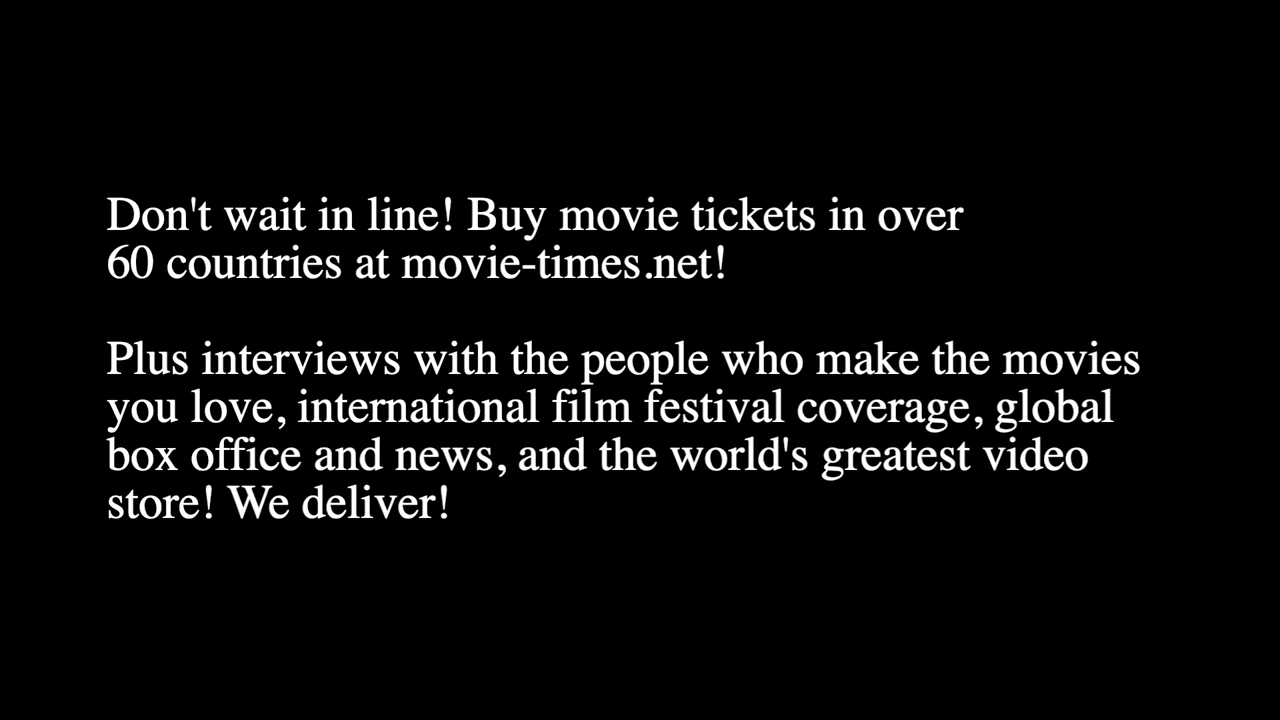 Don't wait in line! Buy movie tickets in over
60 countries at movie-times.net!
Plus interviews with the people who make the movies
you love, international film festival coverage, global
box office and news, and the world's greatest video
store! We deliver!